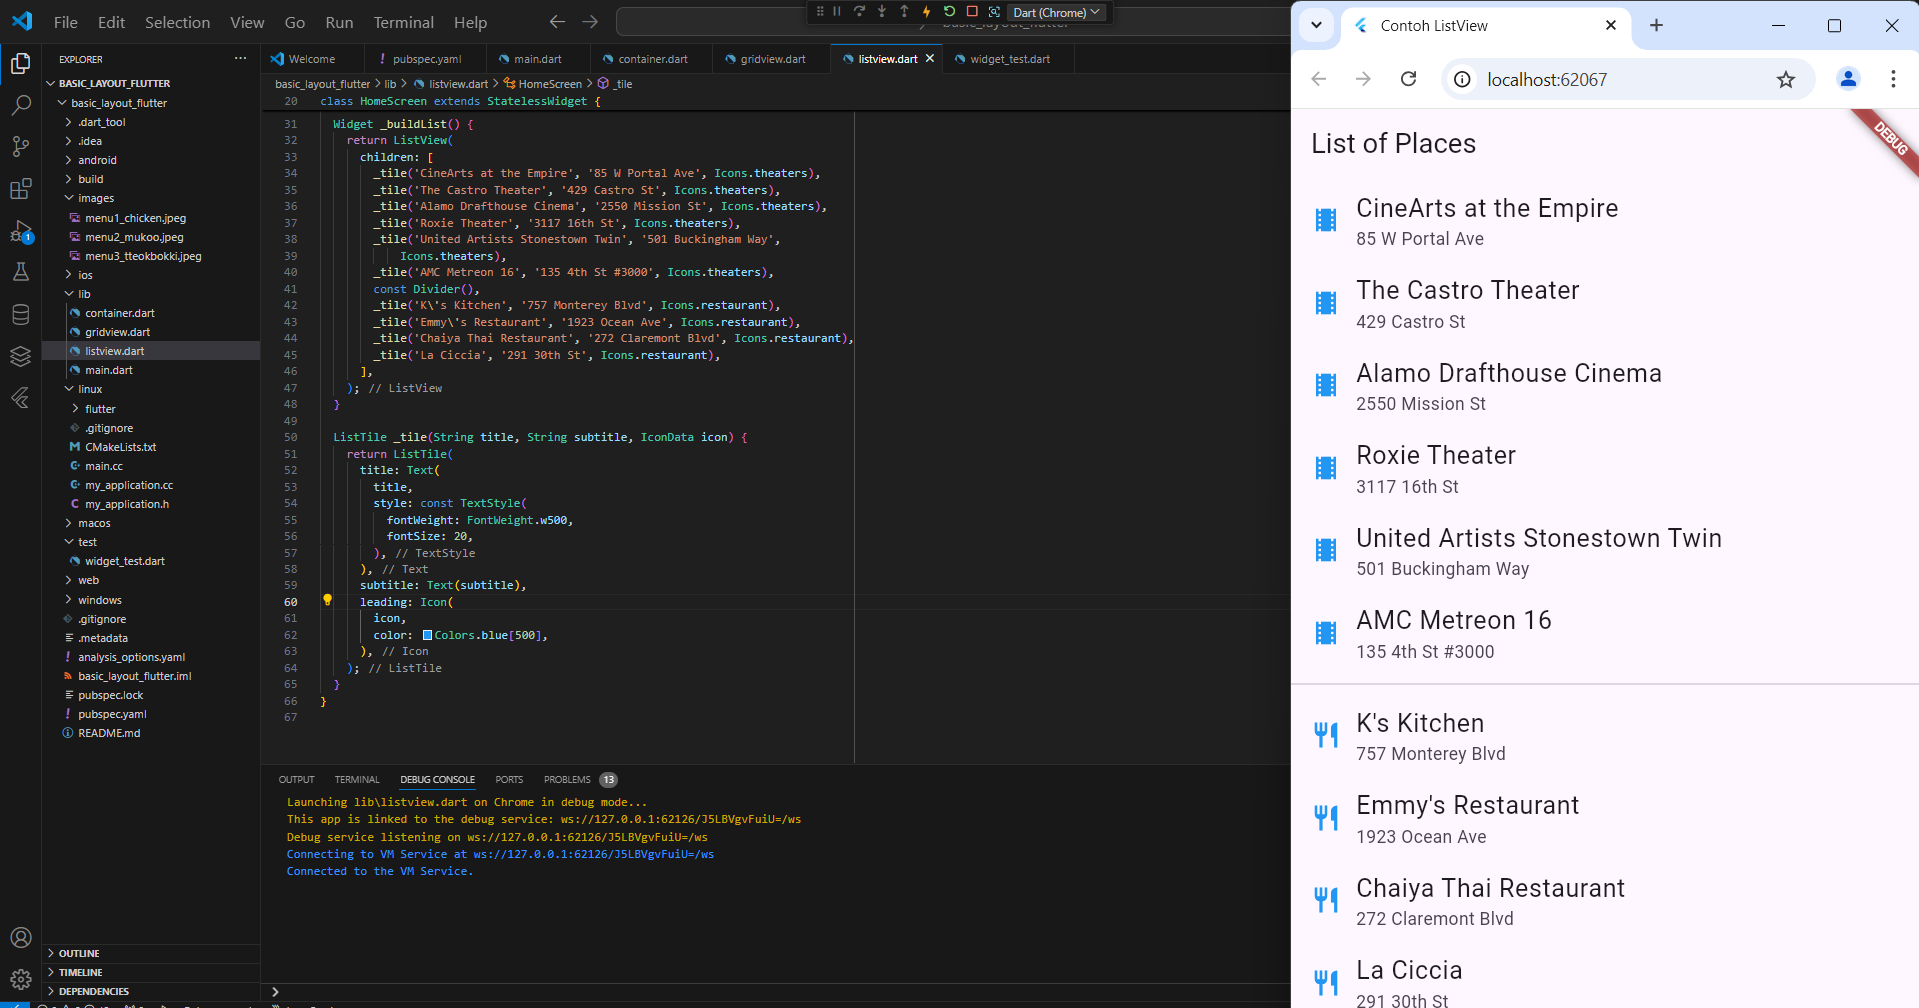 File Edit Selection View Go Run Terminal Help
Dart (Chrome)
basic_layout_flutter
EXPLORER
BASIC_LAYOUT_FLUTTER
basic_layout_flutter
.dart_tool
.idea
android
build
images
menu1_chicken.jpeg
menu2_mukoo.jpeg
menu3_tteokbokki.jpeg
ios
lib
container.dart
gridview.dart
listview.dart
main.dart
linux
flutter
.gitignore
CMakeLists.txt
main.cc
my_application.cc
my_application.h
macos
test
widget_test.dart
web
windows
.gitignore
.metadata
analysis_options.yaml
basic_layout_flutter.iml
pubspec.lock
pubspec.yaml
README.md
OUTLINE
TIMELINE
DEPENDENCIES
1
Welcome pubspec.yaml main.dart container.dart gridview.dart listview.dart widget_test.dart
basic_layout_flutter > lib > listview.dart > HomeScreen > _tile
20 class HomeScreen extends StatelessWidget {
31 Widget _buildList() {
32 return ListView(
33 children: [
34 _tile('CineArts at the Empire', '85 W Portal Ave', Icons.theaters),
35 _tile('The Castro Theater', '429 Castro St', Icons.theaters),
36 _tile('Alamo Drafthouse Cinema', '2550 Mission St', Icons.theaters),
37 _tile('Roxie Theater', '3117 16th St', Icons.theaters),
38 _tile('United Artists Stonestown Twin', '501 Buckingham Way',
39 Icons.theaters),
40 _tile('AMC Metreon 16', '135 4th St #3000', Icons.theaters),
41 const Divider(),
42 _tile('K\'s Kitchen', '757 Monterey Blvd', Icons.restaurant),
43 _tile('Emmy\'s Restaurant', '1923 Ocean Ave', Icons.restaurant),
44 _tile('Chaiya Thai Restaurant', '272 Claremont Blvd', Icons.restaurant),
45 _tile('La Ciccia', '291 30th St', Icons.restaurant),
46 ],
47 ); // ListView
48 }
49
50 ListTile _tile(String title, String subtitle, IconData icon) {
51 return ListTile(
52 title: Text(
53 title,
54 style: const TextStyle(
55 fontWeight: FontWeight.w500,
56 fontSize: 20,
57 ), // TextStyle
58 ), // Text
59 subtitle: Text(subtitle),
60 leading: Icon(
61 icon,
62 color: Colors.blue[500],
63 ), // Icon
64 ); // ListTile
65 }
66 }
67
OUTPUT TERMINAL DEBUG CONSOLE PORTS PROBLEMS 13
Launching lib\listview.dart on Chrome in debug mode...
This app is linked to the debug service: ws://127.0.0.1:62126/J5LBVgvFuiU=/ws
Debug service listening on ws://127.0.0.1:62126/J5LBVgvFuiU=/ws
Connecting to VM Service at ws://127.0.0.1:62126/J5LBVgvFuiU=/ws
Connected to the VM Service.
Contoh ListView
localhost:62067
DEBUG
List of Places
CineArts at the Empire
85 W Portal Ave
The Castro Theater
429 Castro St
Alamo Drafthouse Cinema
2550 Mission St
Roxie Theater
3117 16th St
United Artists Stonestown Twin
501 Buckingham Way
AMC Metreon 16
135 4th St #3000
K's Kitchen
757 Monterey Blvd
Emmy's Restaurant
1923 Ocean Ave
Chaiya Thai Restaurant
272 Claremont Blvd
La Ciccia
291 30th St